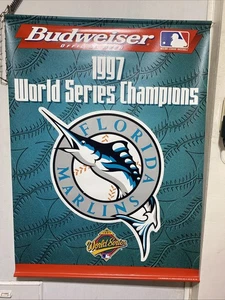 Budweiser
1997
World Series Champions
FLORIDA
MARLINS
World Series